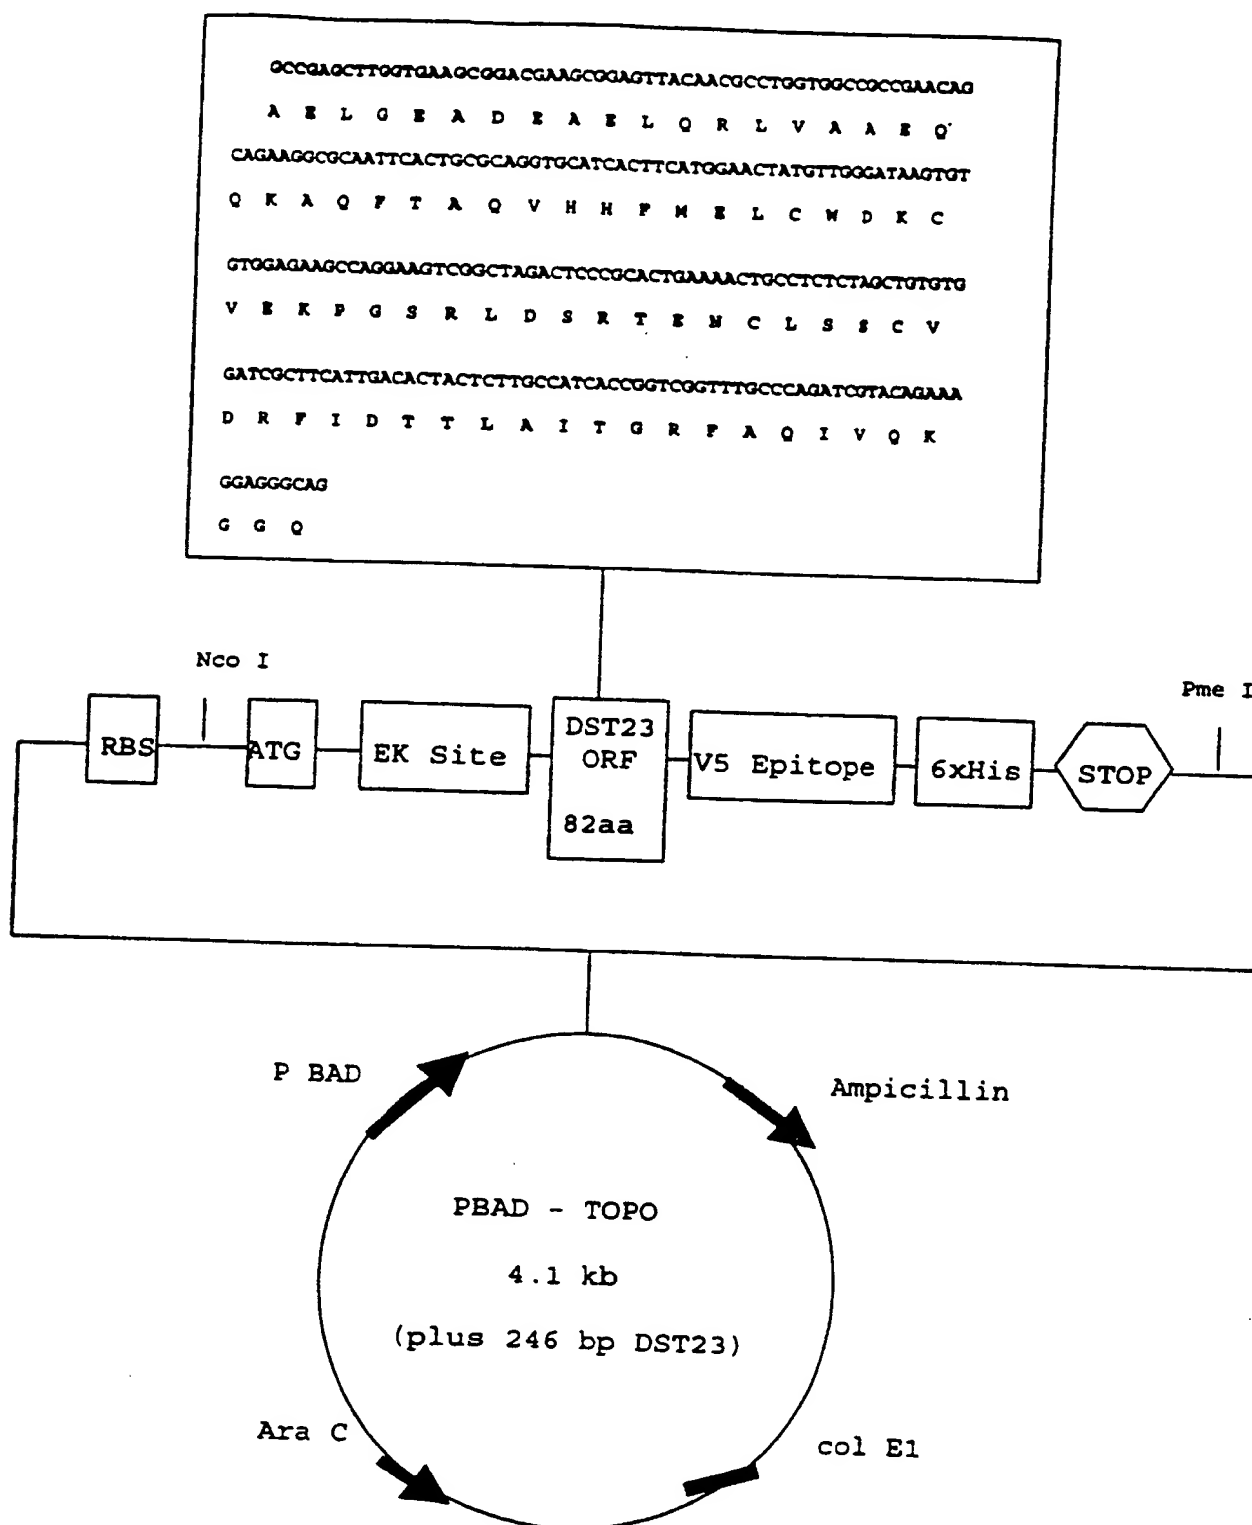 GCCGAGCTTGGTGAAGCGGACGAAGCGGAGTTACAACGCCTGGTGGCCGCCGAACAG
A E L G E A D E A E L Q R L V A A E Q
CAGAAGGCGCAATTCACTGCGCAGGTGCATCACTTCATGGAACTATGTTGGGATAAGTGT
Q K A Q F T A Q V H H F M E L C W D K C
GTGGAGAAGCCAGGAAGTCGGCTAGACTCCCGCACTGAAAACTGCCTCTCTAGCTGTGTG
V E K P G S R L D S R T E N C L S S C V
GATCGCTTCATTGACACTACTCTTGCCATCACCGGTCGGTTTGCCCAGATCGTACAGAAA
D R F I D T T L A I T G R F A Q I V Q K
GGAGGGCAG
G G Q
Nco I
Pme I
RBS
ATG
EK Site
DST23
ORF
82aa
V5 Epitope
6xHis
STOP
P BAD
Ampicillin
PBAD - TOPO
4.1 kb
(plus 246 bp DST23)
Ara C
col E1